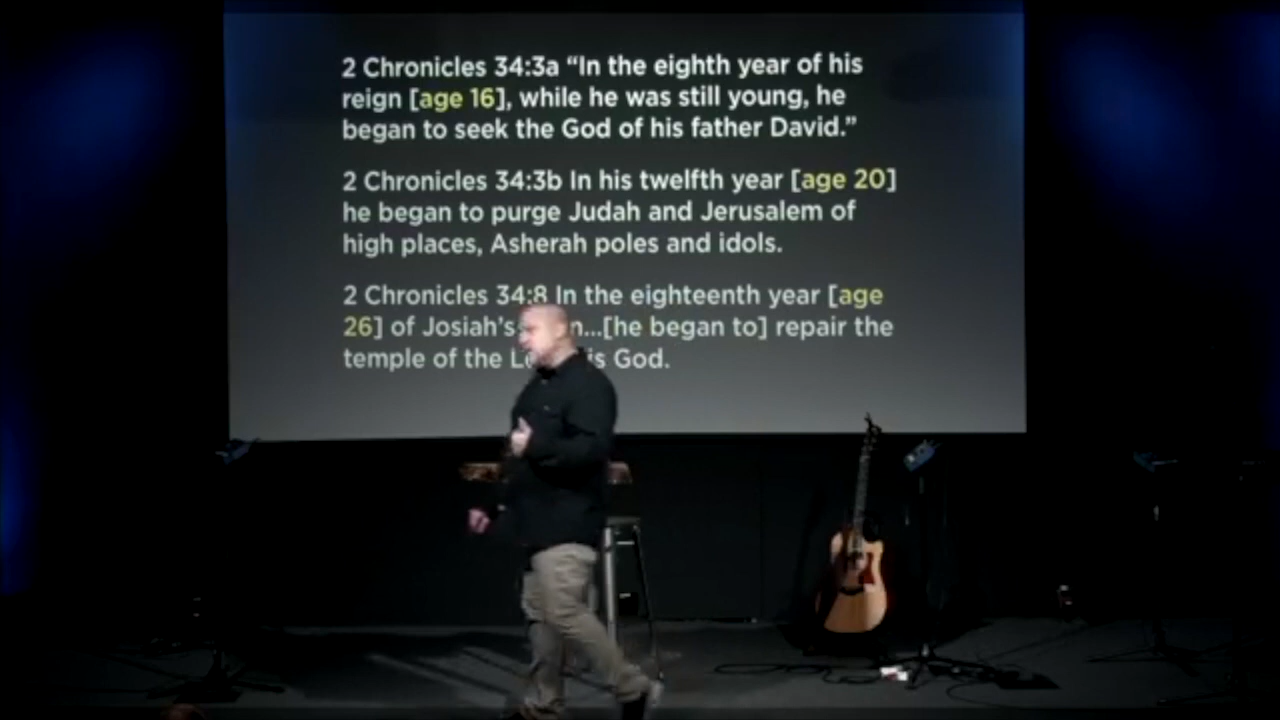 2 Chronicles 34:3a “In the eighth year of his
reign [age 16], while he was still young, he
began to seek the God of his father David.”
2 Chronicles 34:3b In his twelfth year [age 20]
he began to purge Judah and Jerusalem of
high places, Asherah poles and idols.
2 Chronicles 34:8 In the eighteenth year [age
26] of Josiah’s [he began to] repair the
temple of the God.